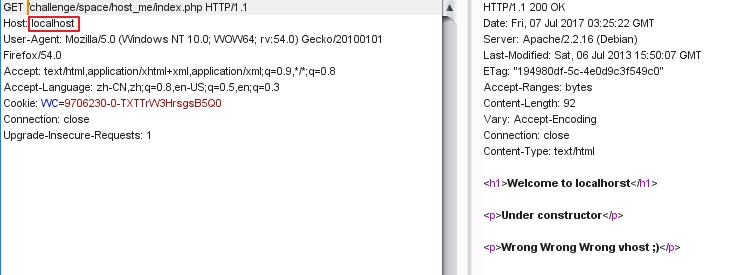 GET /challenge/space/host_me/index.php HTTP/1.1
Host: localhost
User-Agent: Mozilla/5.0 (Windows NT 10.0; WOW64; rv:54.0) Gecko/20100101
Firefox/54.0
Accept: text/html,application/xhtml+xml,application/xml;q=0.9,*/*;q=0.8
Accept-Language: zh-CN,zh;q=0.8,en-US;q=0.5,en;q=0.3
Cookie: WC=9706230-0-TXTTrW3HrsgsB5Q0
Connection: close
Upgrade-Insecure-Requests: 1
HTTP/1.1 200 OK
Date: Fri, 07 Jul 2017 03:25:22 GMT
Server: Apache/2.2.16 (Debian)
Last-Modified: Sat, 06 Jul 2013 15:50:07 GMT
ETag: "194980df-5c-4e0d9c3f549c0"
Accept-Ranges: bytes
Content-Length: 92
Vary: Accept-Encoding
Connection: close
Content-Type: text/html
<h1>Welcome to localhorst</h1>
<p>Under constructor</p>
<p>Wrong Wrong Wrong vhost ;)</p>